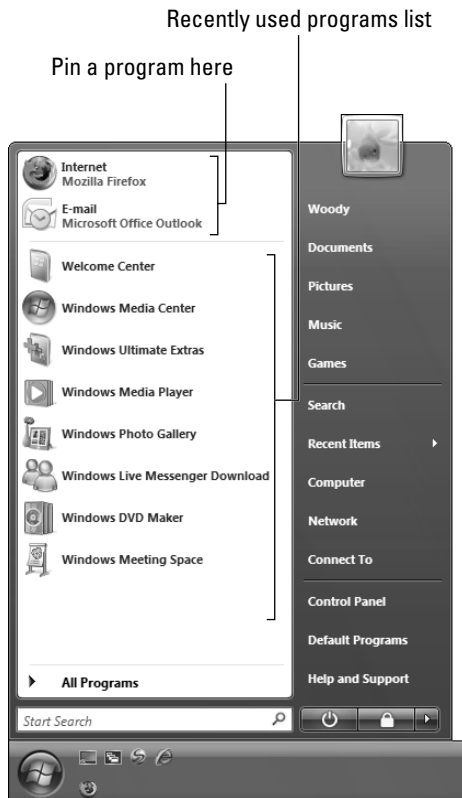 Recently used programs list
Pin a program here
Internet
Mozilla Firefox
E-mail
Microsoft Office Outlook
Welcome Center
Windows Media Center
Windows Ultimate Extras
Windows Media Player
Windows Photo Gallery
Windows Live Messenger Download
Windows DVD Maker
Windows Meeting Space
All Programs
Start Search
Woody
Documents
Pictures
Music
Games
Search
Recent Items
Computer
Network
Connect To
Control Panel
Default Programs
Help and Support